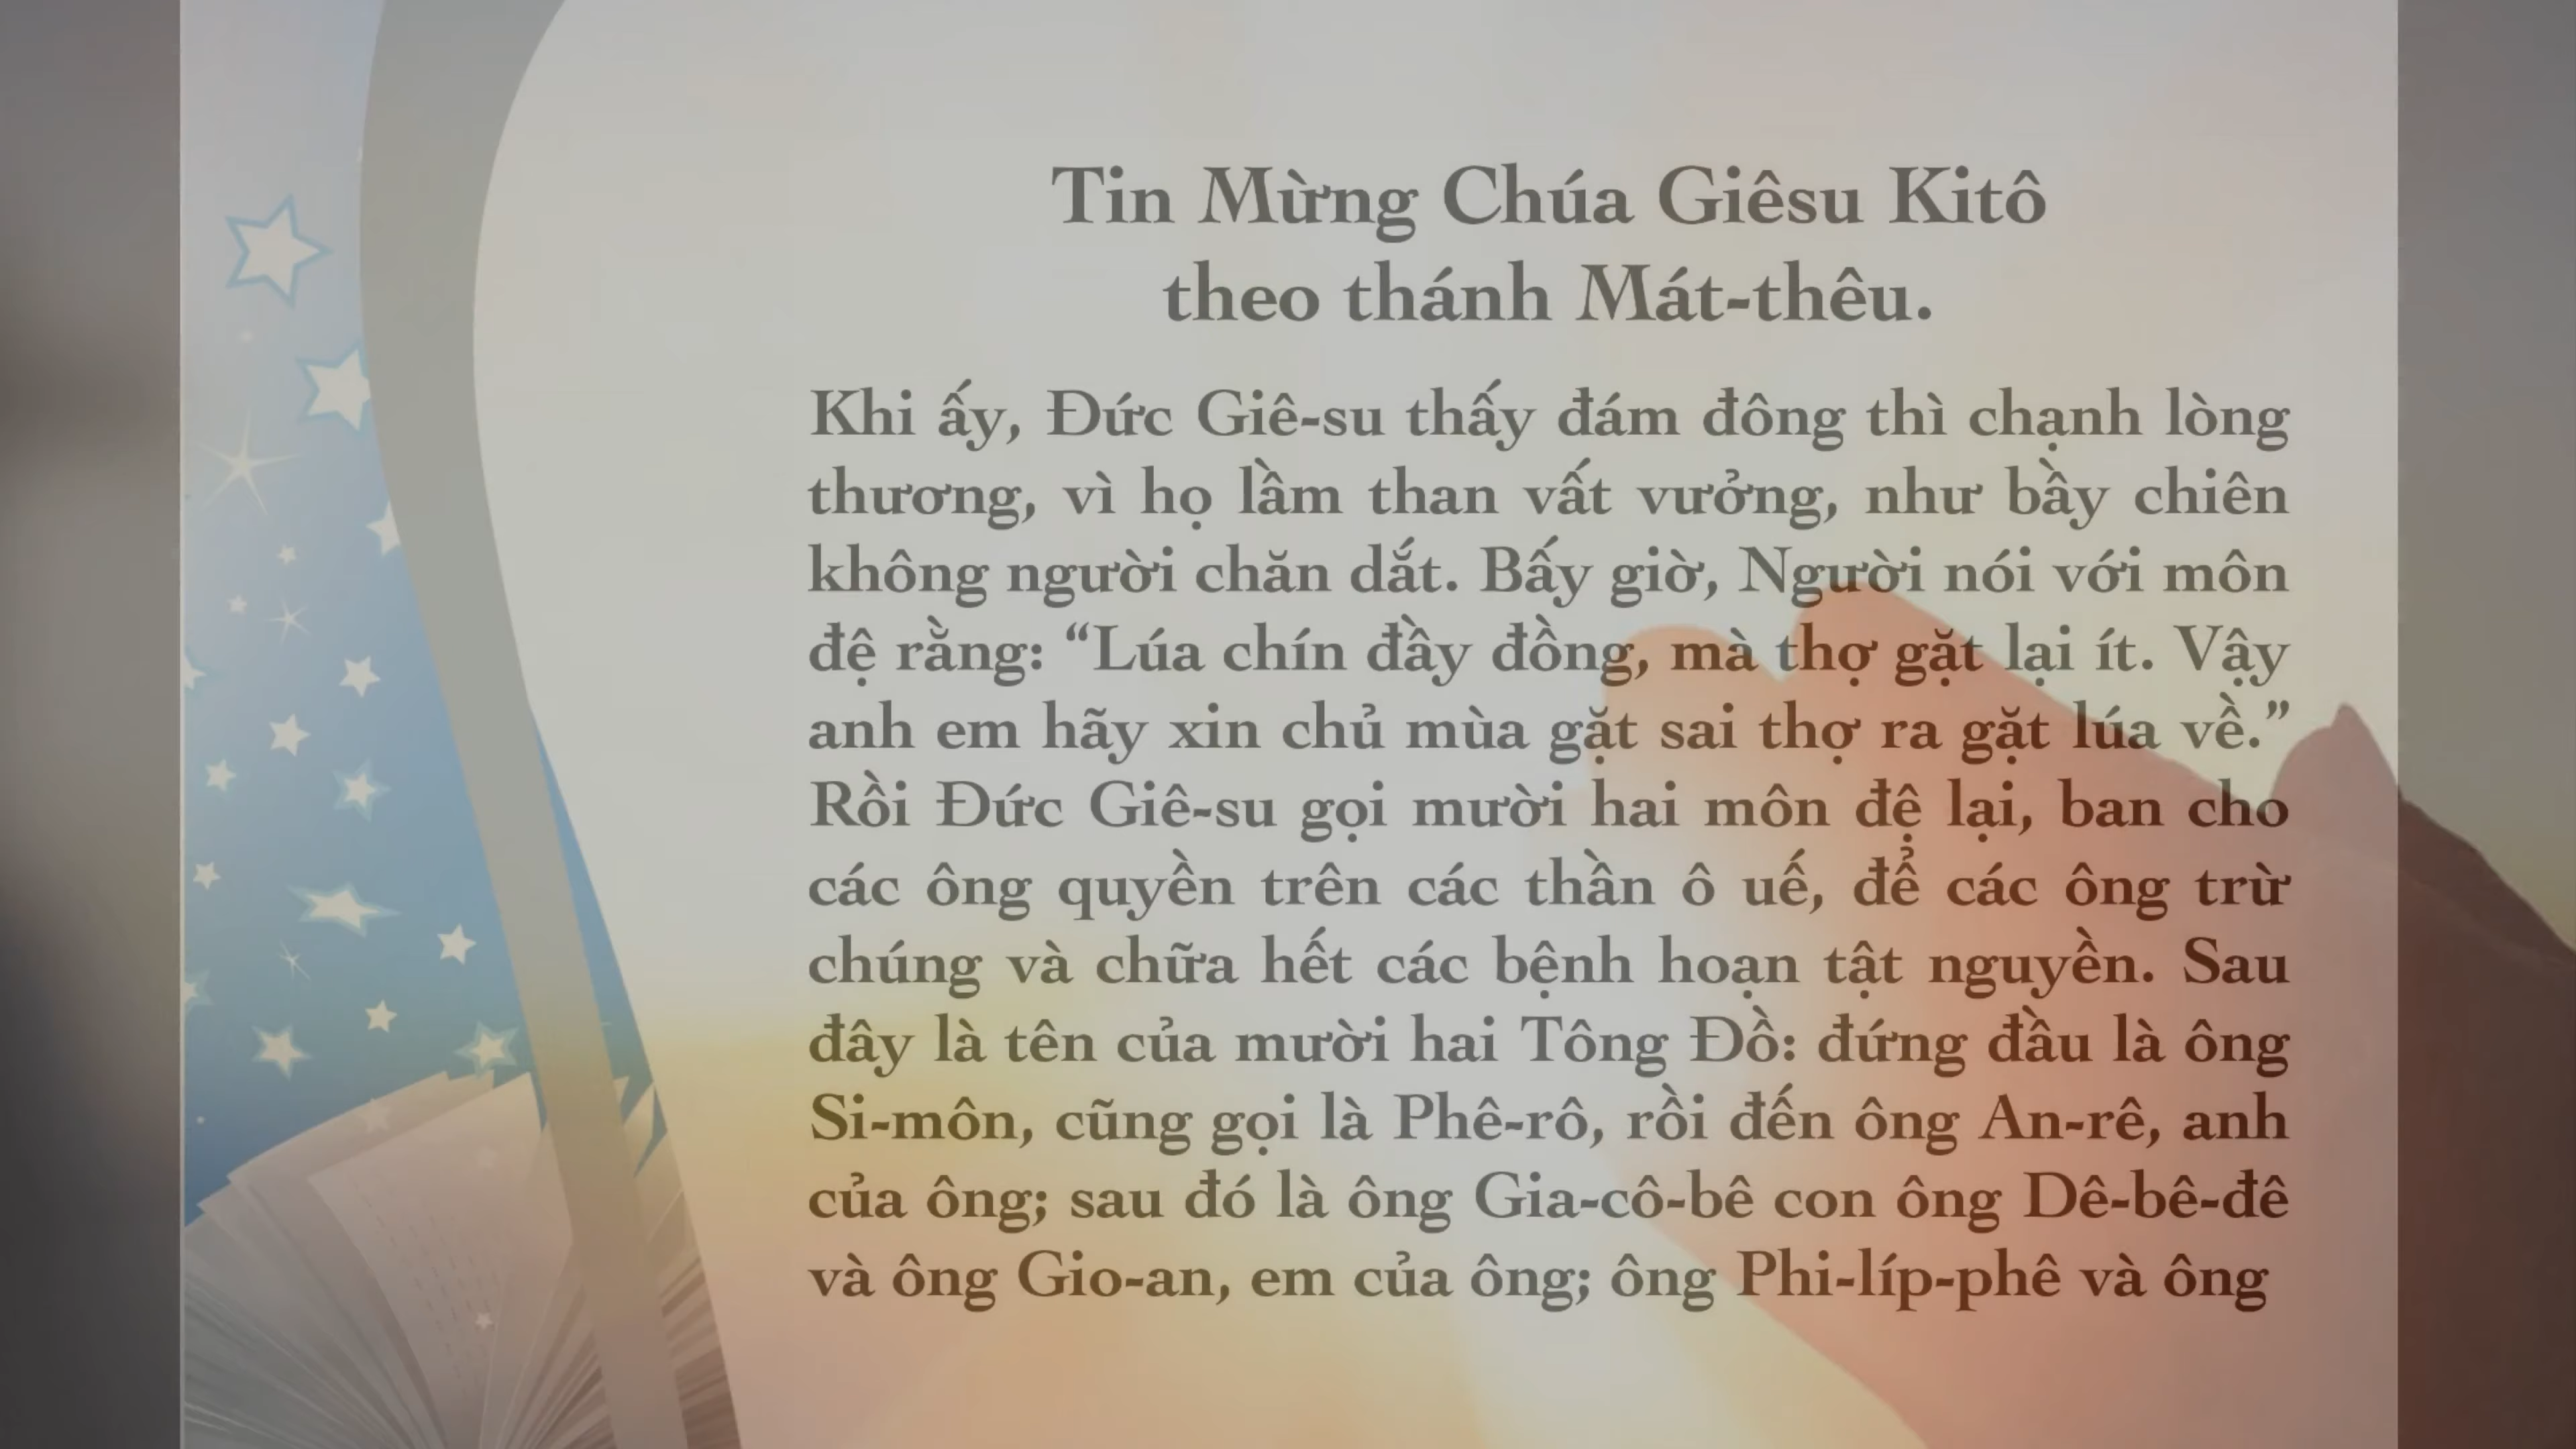 Tin Mừng Chúa Giêsu Kitô
theo thánh Mát-thêu.
Khi ấy, Đức Giê-su thấy đám đông thì chạnh lòng
thương, vì họ lầm than vất vưởng, như bầy chiên
không người chăn dắt. Bấy giờ, Người nói với môn
đệ rằng: “Lúa chín đầy đồng, mà thợ gặt lại ít. Vậy
anh em hãy xin chủ mùa gặt sai thợ ra gặt lúa về.”
Rồi Đức Giê-su gọi mười hai môn đệ lại, ban cho
các ông quyền trên các thần ô uế, để các ông trừ
chúng và chữa hết các bệnh hoạn tật nguyền. Sau
đây là tên của mười hai Tông Đồ: đứng đầu là ông
Si-môn, cũng gọi là Phê-rô, rồi đến ông An-rê, anh
của ông; sau đó là ông Gia-cô-bê con ông Dê-bê-đê
và ông Gio-an, em của ông; ông Phi-líp-phê và ông